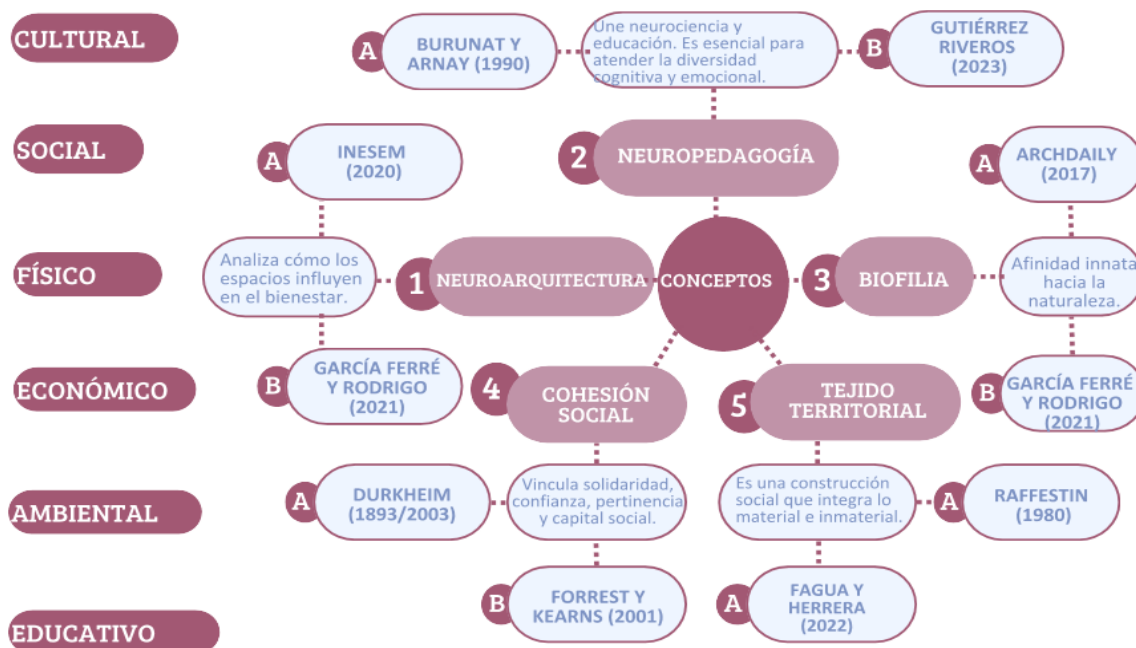 CULTURAL
SOCIAL
FÍSICO
ECONÓMICO
AMBIENTAL
EDUCATIVO
A
BURUNAT Y
ARNAY (1990)
Une neurociencia y
educación. Es esencial para
atender la diversidad
cognitiva y emocional.
B
GUTIÉRREZ
RIVEROS
(2023)
2
NEUROPEDAGOGÍA
A
INESEM
(2020)
Analiza cómo los
espacios influyen
en el bienestar.
B
GARCÍA FERRÉ
Y RODRIGO
(2021)
1
NEUROARQUITECTURA
CONCEPTOS
3
BIOFILIA
A
ARCHDAILY
(2017)
Afinidad innata
hacia la
naturaleza.
B
GARCÍA FERRÉ
Y RODRIGO
(2021)
4
COHESIÓN
SOCIAL
A
DURKHEIM
(1893/2003)
Vincula solidaridad,
confianza, pertinencia
y capital social.
B
FORREST Y
KEARNS (2001)
5
TEJIDO
TERRITORIAL
Es una construcción
social que integra lo
material e inmaterial.
A
RAFFESTIN
(1980)
A
FAGUA Y
HERRERA
(2022)